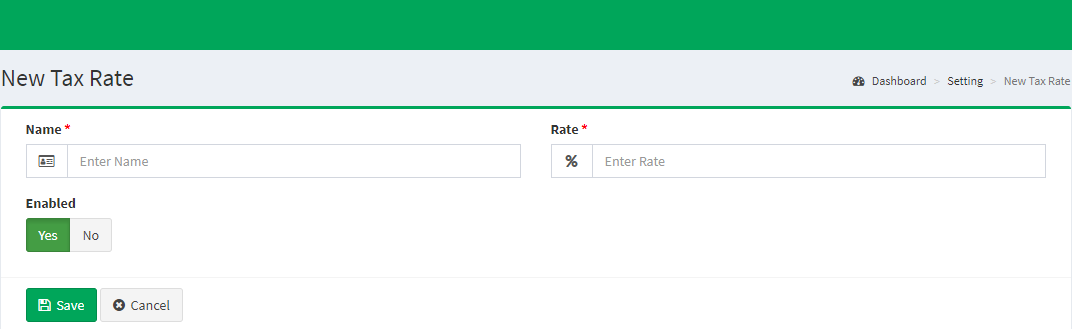 New Tax Rate
Dashboard > Setting > New Tax Rate
Name * Rate *
Enter Name % Enter Rate
Enabled
Yes No
Save Cancel